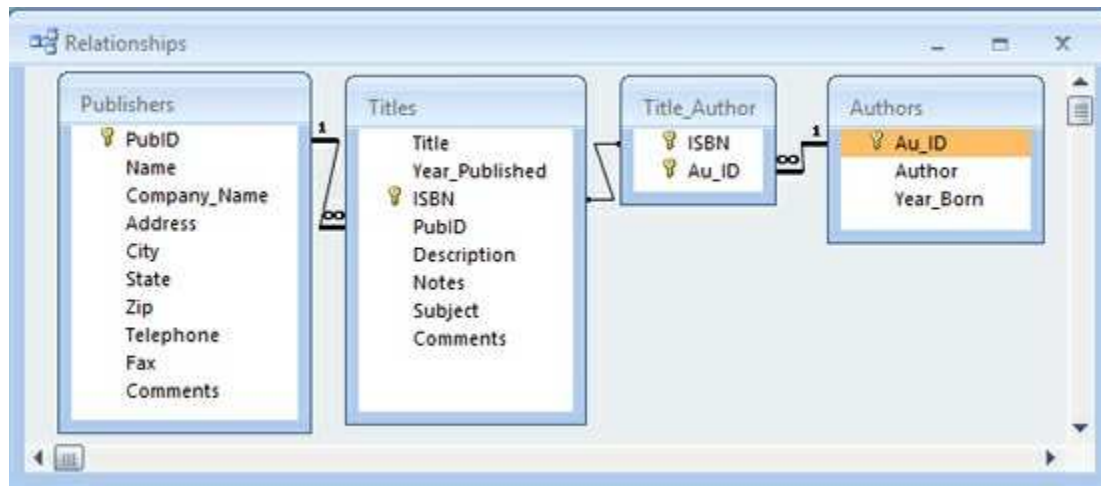 Relationships
Publishers
PubID
Name
Company_Name
Address
City
State
Zip
Telephone
Fax
Comments
1
∞
Titles
Title
Year_Published
ISBN
PubID
Description
Notes
Subject
Comments
Title_Author
ISBN
Au_ID
∞
1
Authors
Au_ID
Author
Year_Born